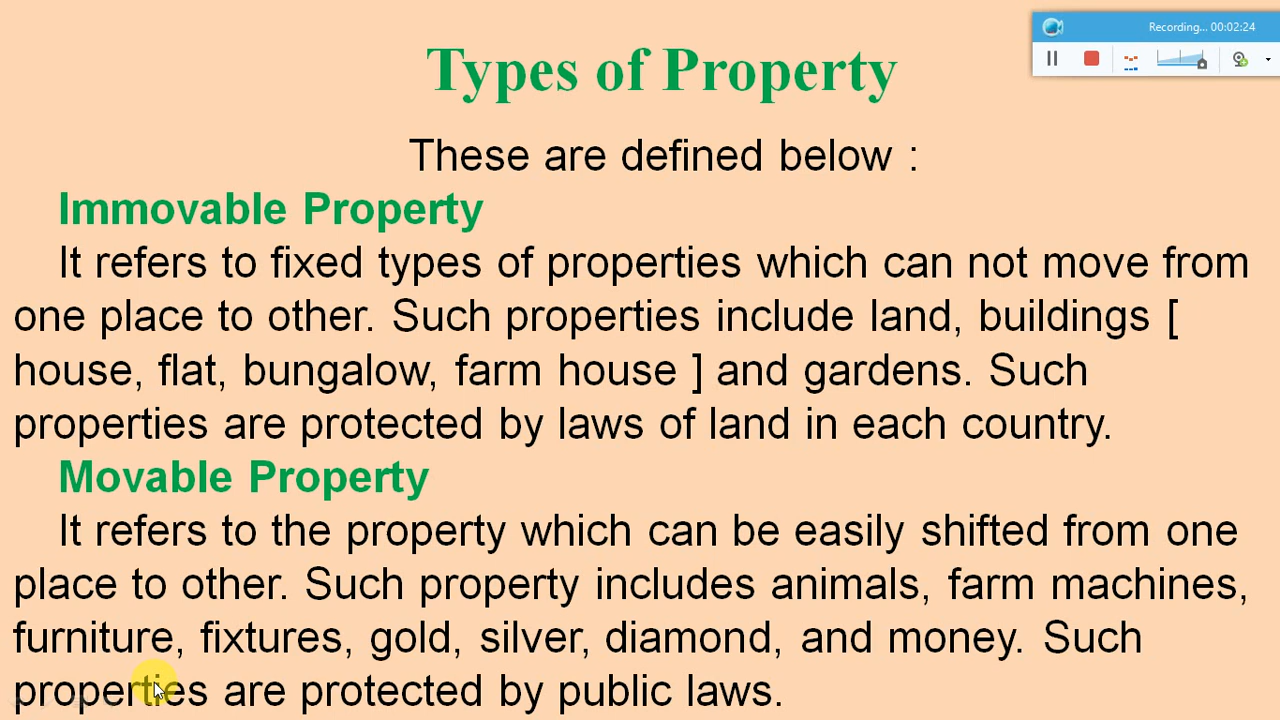 Recording... 00:02:24
Types of Property
These are defined below :
Immovable Property
It refers to fixed types of properties which can not move from
one place to other. Such properties include land, buildings [
house, flat, bungalow, farm house ] and gardens. Such
properties are protected by laws of land in each country.
Movable Property
It refers to the property which can be easily shifted from one
place to other. Such property includes animals, farm machines,
furniture, fixtures, gold, silver, diamond, and money. Such
properties are protected by public laws.